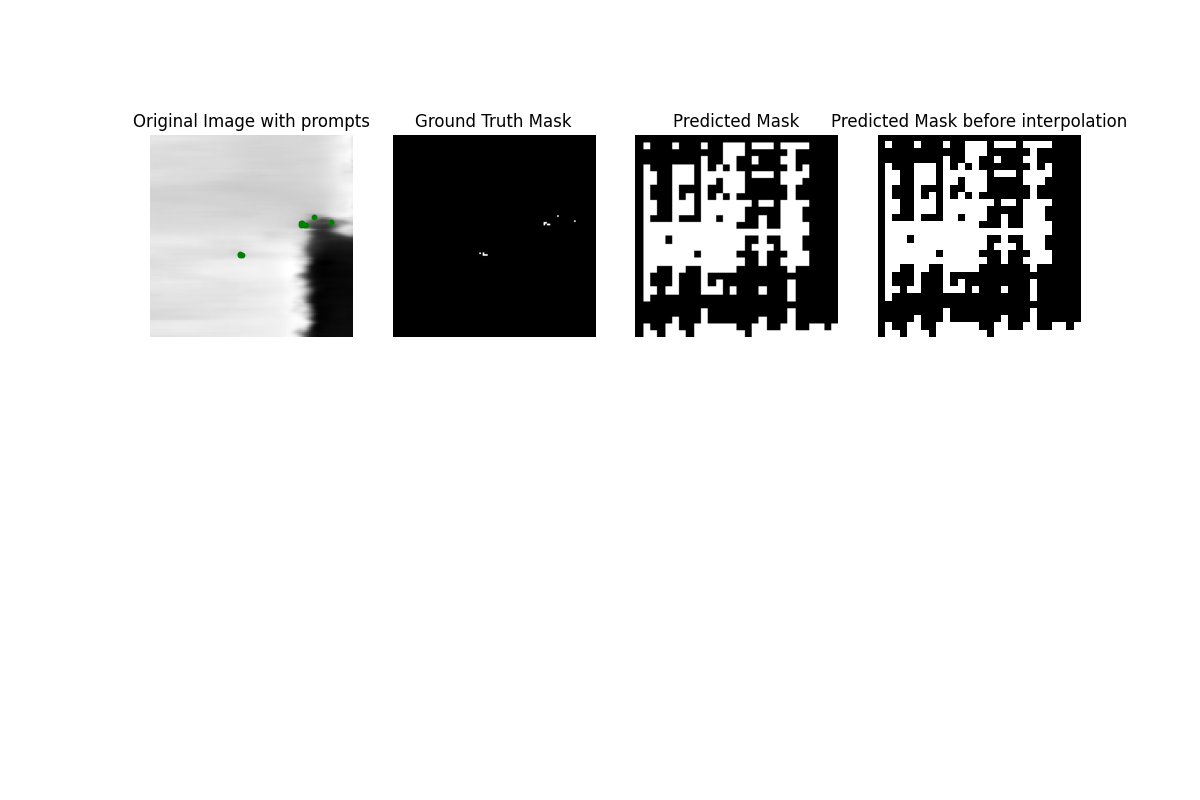 Original Image with prompts
Ground Truth Mask
Predicted Mask
Predicted Mask before interpolation